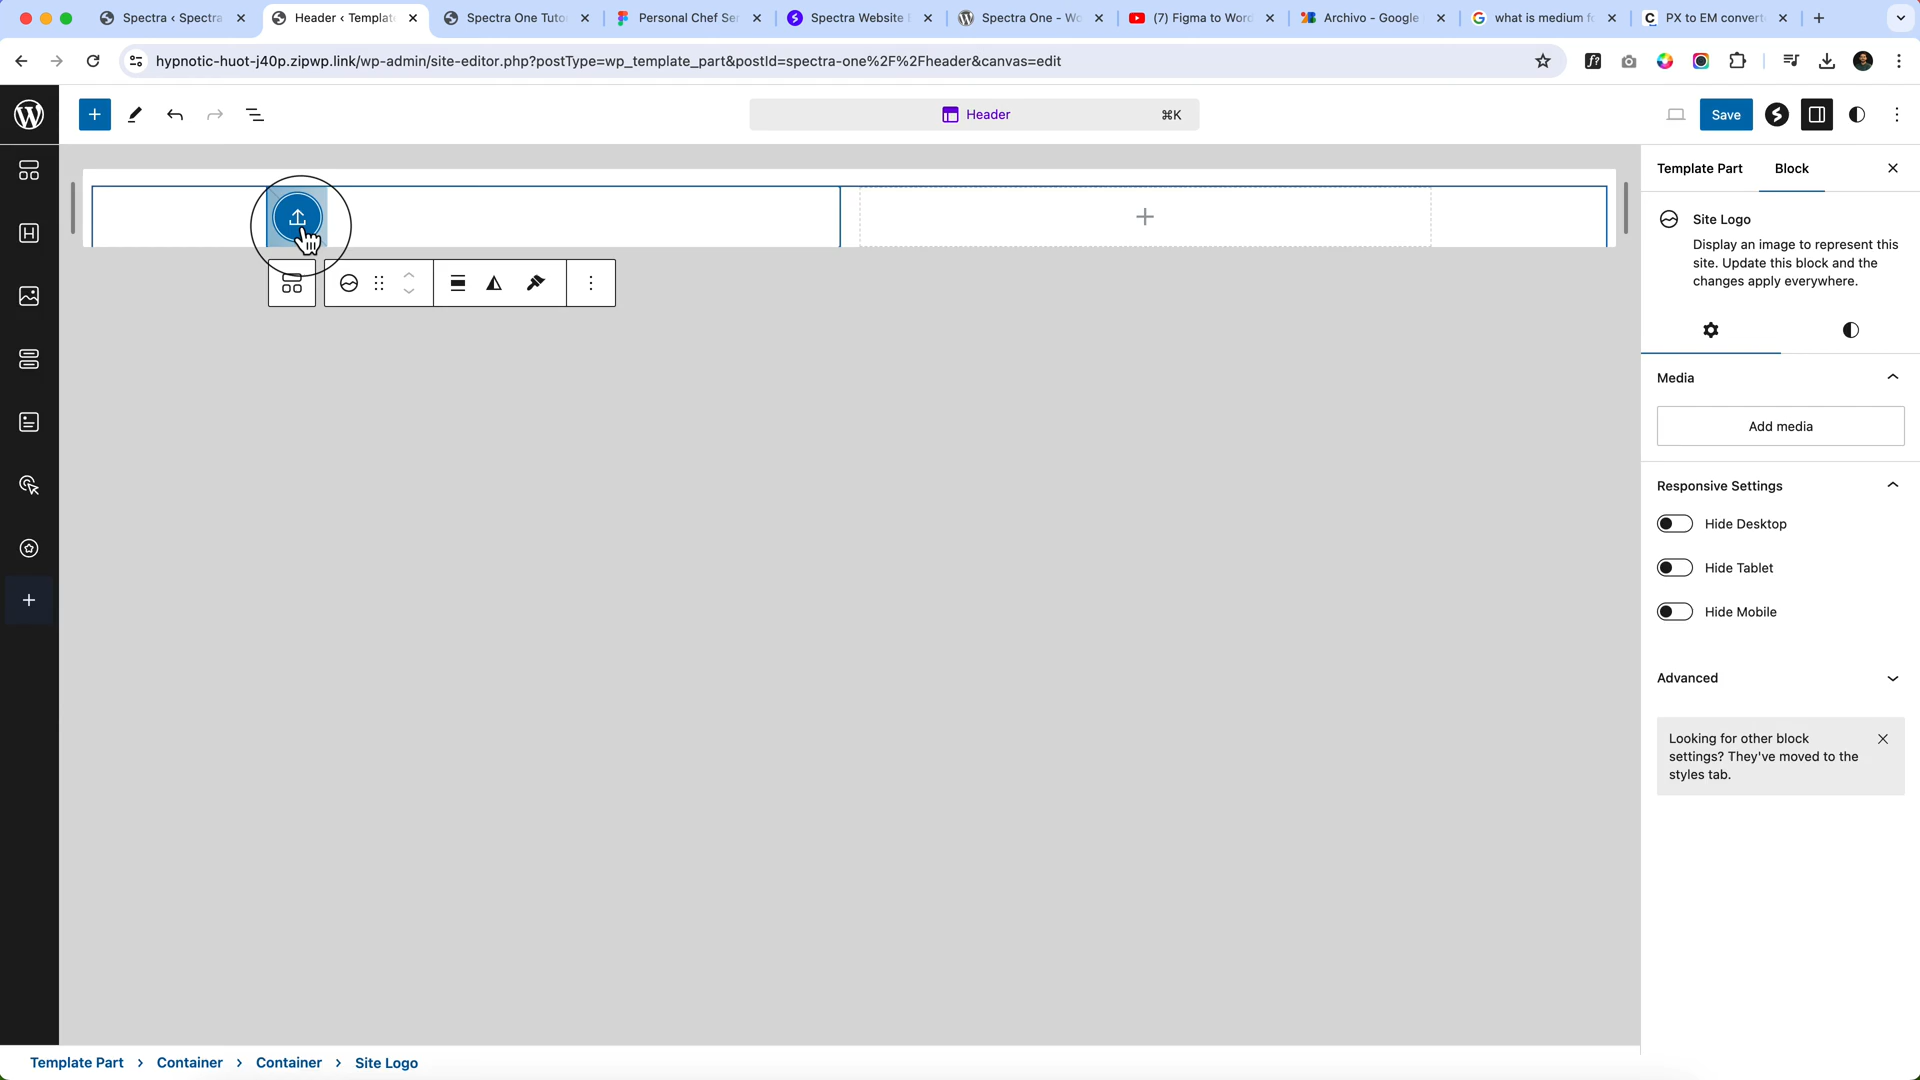 Spectra ‹ Spectra
Header ‹ Templat
Spectra One Tuto
Personal Chef Ser
Spectra Website
Spectra One - Wo
(7) Figma to Word
Archivo - Google
what is medium f
PX to EM convert
hypnotic-huot-j40p.zipwp.link/wp-admin/site-editor.php?postType=wp_template_part&postId=spectra-one%2F%2Fheader&canvas=edit
Header
⌘K
Save
Template Part
Block
Site Logo
Display an image to represent this
site. Update this block and the
changes apply everywhere.
Media
Add media
Responsive Settings
Hide Desktop
Hide Tablet
Hide Mobile
Advanced
Looking for other block
settings? They've moved to the
styles tab.
Template Part › Container › Container › Site Logo